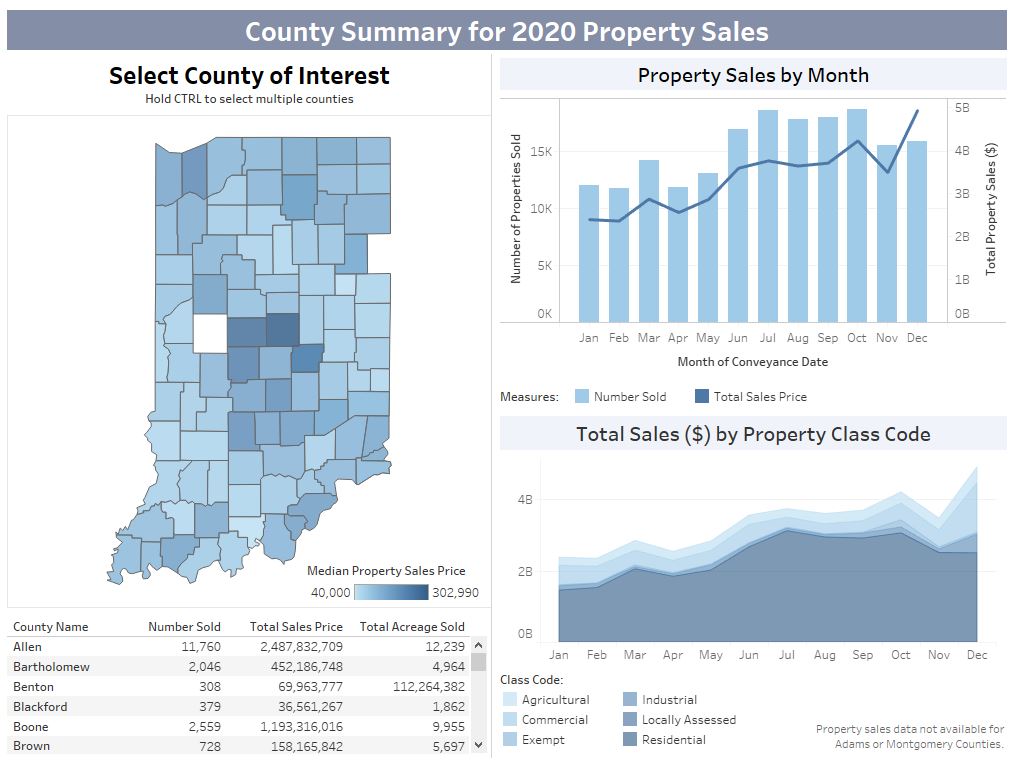 County Summary for 2020 Property Sales
Select County of Interest
Hold CTRL to select multiple counties
Median Property Sales Price
40,000 302,990
County Name Number Sold Total Sales Price Total Acreage Sold
Allen 11,760 2,487,832,709 12,239
Bartholomew 2,046 452,186,748 4,964
Benton 308 69,963,777 112,264,382
Blackford 379 36,561,267 1,862
Boone 2,559 1,193,316,016 9,955
Brown 728 158,165,842 5,697
Property Sales by Month
Number of Properties Sold
15K
10K
5K
0K
5B
4B
3B
2B
1B
0B
Total Property Sales ($)
Jan Feb Mar Apr May Jun Jul Aug Sep Oct Nov Dec
Month of Conveyance Date
Measures: Number Sold Total Sales Price
Total Sales ($) by Property Class Code
4B
2B
0B
Jan Feb Mar Apr May Jun Jul Aug Sep Oct Nov Dec
Class Code:
Agricultural Industrial
Commercial Locally Assessed
Exempt Residential
Property sales data not available for
Adams or Montgomery Counties.